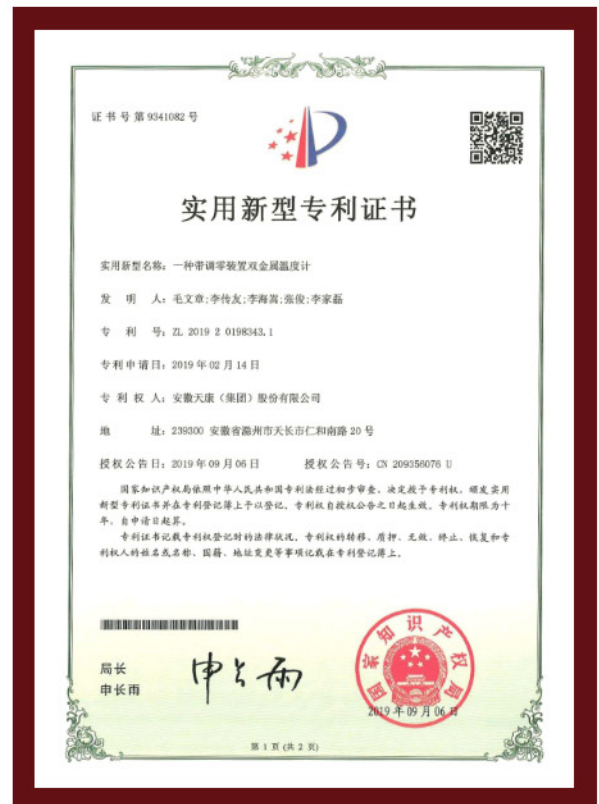 证书号第9341082号
实用新型专利证书
实用新型名称：一种带调零装置双金属温度计
发 明 人：毛文章;李传友;李海嵩;张俊;李家磊
专 利 号：ZL 2019 2 0198343.1
专利申请日：2019年02月14日
专 利 权 人：安徽天康（集团）股份有限公司
地 址：239300 安徽省滁州市天长市仁和南路20号
授权公告日：2019年09月06日 授权公告号：CN 209356076 U
国家知识产权局依照中华人民共和国专利法经过初步审查，决定授予专利权，颁发实用
新型专利证书并在专利登记簿上予以登记。专利权自授权公告之日起生效。专利权期限为十
年，自申请日起算。
专利证书记载专利权登记时的法律状况。专利权的转移、质押、无效、终止、恢复和专
利权人的姓名或名称、国籍、地址变更等事项记载在专利登记簿上。
局长
申长雨
申长雨
国家知识产权局
2019年09月06日
第1页(共2页)